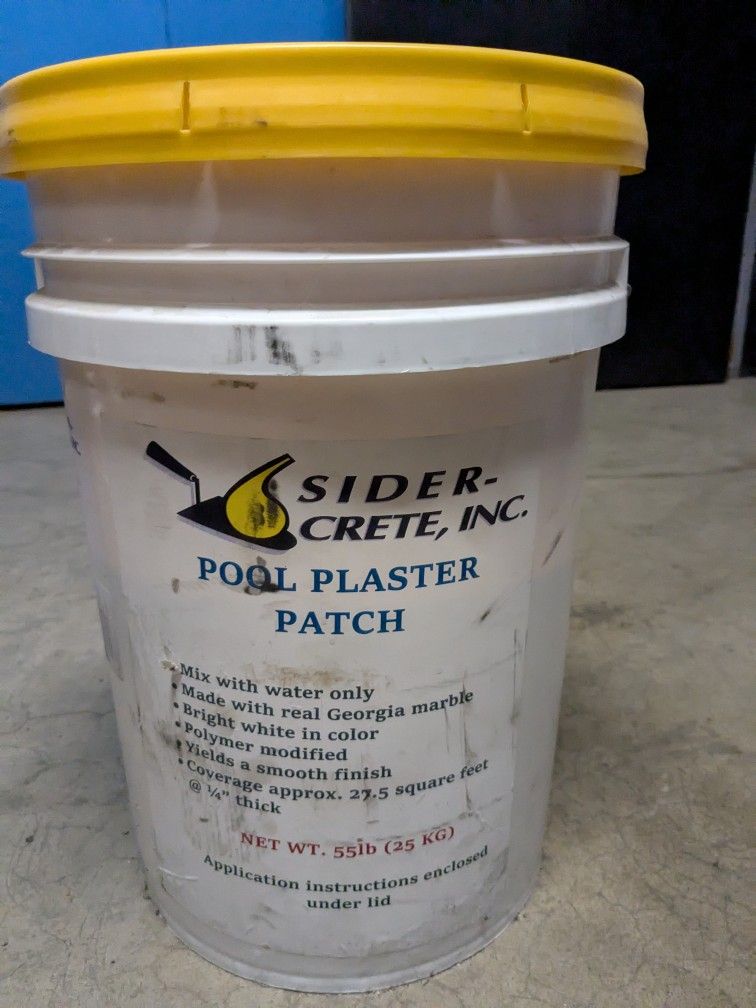 SIDER-
CRETE, INC.
POOL PLASTER
PATCH
• Mix with water only
• Made with real Georgia marble
• Bright white in color
• Polymer modified
• Yields a smooth finish
• Coverage approx. 27.5 square feet
@ ¼" thick
NET WT. 55lb (25 KG)
Application instructions enclosed
under lid